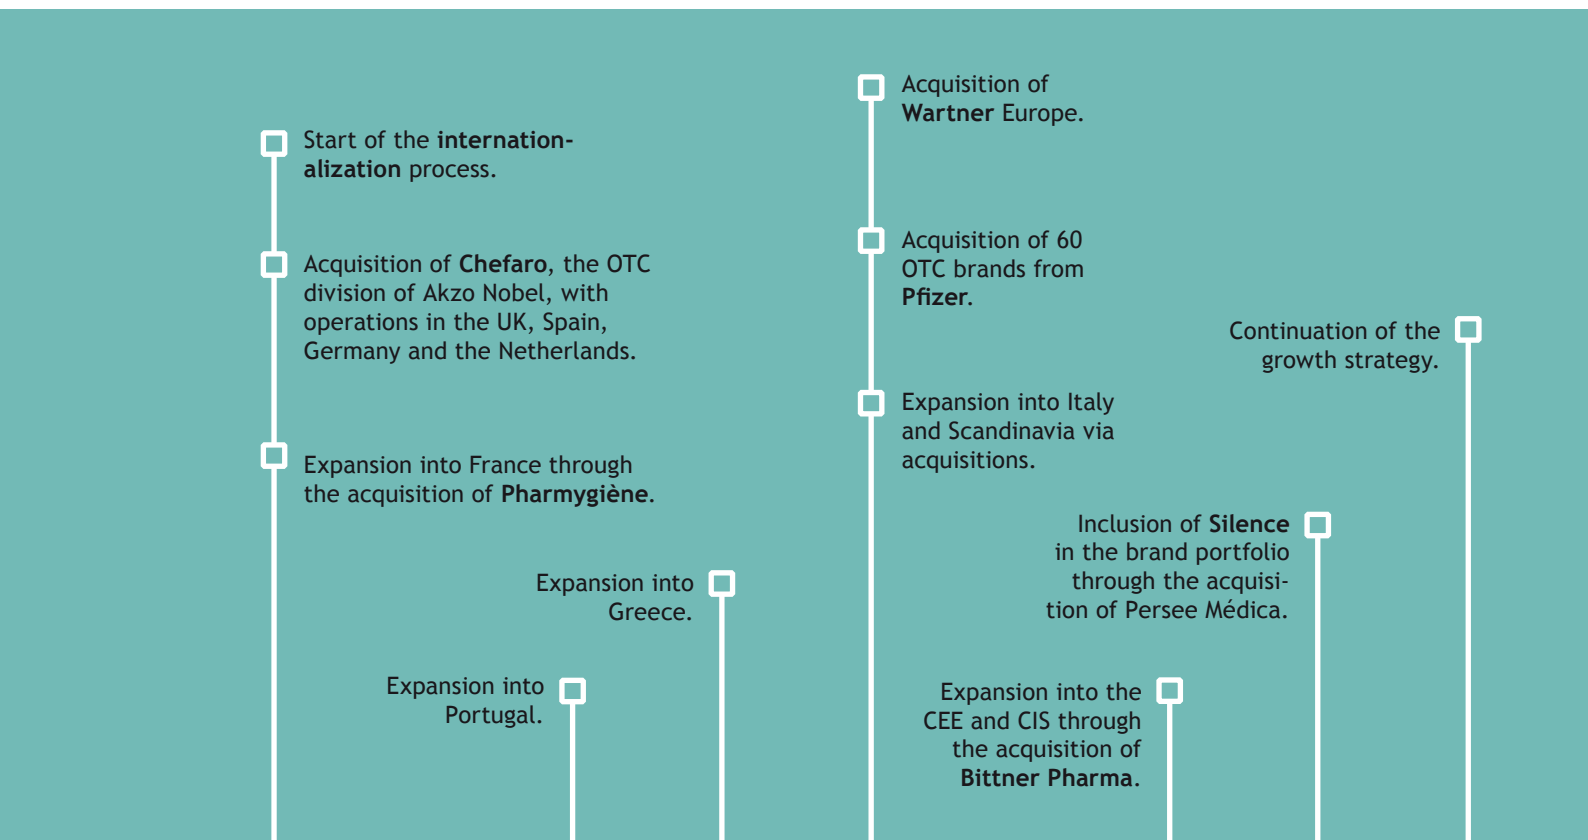 Start of the internation-
alization process.
Acquisition of Chefaro, the OTC
division of Akzo Nobel, with
operations in the UK, Spain,
Germany and the Netherlands.
Expansion into France through
the acquisition of Pharmygiène.
Expansion into
Portugal.
Expansion into
Greece.
Acquisition of
Wartner Europe.
Acquisition of 60
OTC brands from
Pfizer.
Expansion into Italy
and Scandinavia via
acquisitions.
Expansion into the
CEE and CIS through
the acquisition of
Bittner Pharma.
Inclusion of Silence
in the brand portfolio
through the acquisi-
tion of Persee Médica.
Continuation of the
growth strategy.